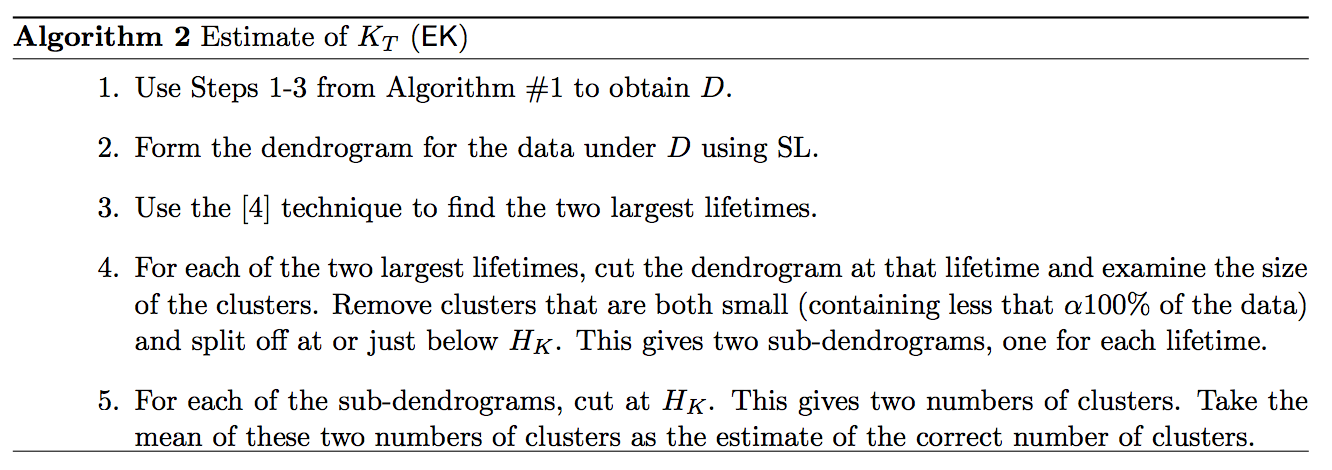 Algorithm 2 Estimate of K_T (EK)
1. Use Steps 1-3 from Algorithm #1 to obtain D.
2. Form the dendrogram for the data under D using SL.
3. Use the [4] technique to find the two largest lifetimes.
4. For each of the two largest lifetimes, cut the dendrogram at that lifetime and examine the size
of the clusters. Remove clusters that are both small (containing less that α100% of the data)
and split off at or just below H_K. This gives two sub-dendrograms, one for each lifetime.
5. For each of the sub-dendrograms, cut at H_K. This gives two numbers of clusters. Take the
mean of these two numbers of clusters as the estimate of the correct number of clusters.